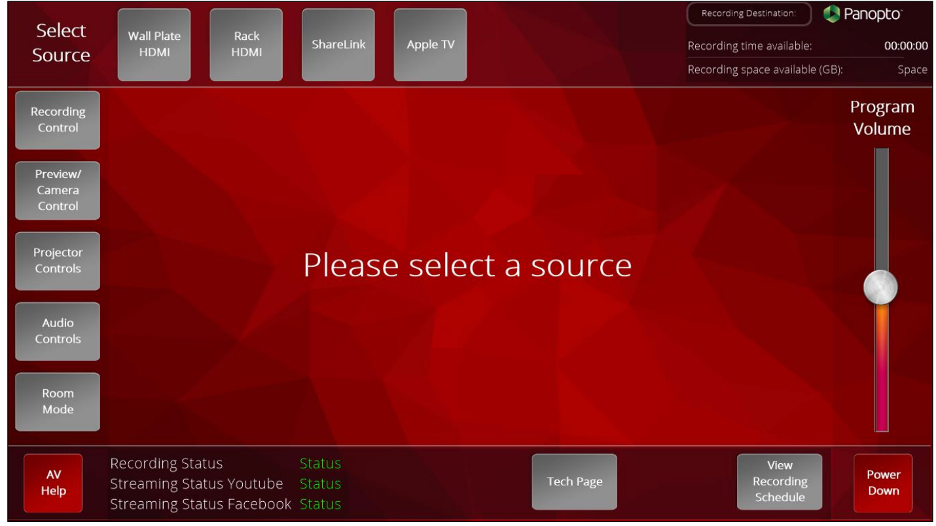 Select
Source
Wall Plate
HDMI
Rack
HDMI
ShareLink
Apple TV
Recording Destination:
Panopto
Recording time available: 00:00:00
Recording space available (GB): Space
Recording
Control
Preview/
Camera
Control
Projector
Controls
Audio
Controls
Room
Mode
Please select a source
Program
Volume
AV
Help
Recording Status Status
Streaming Status Youtube Status
Streaming Status Facebook Status
Tech Page
View
Recording
Schedule
Power
Down